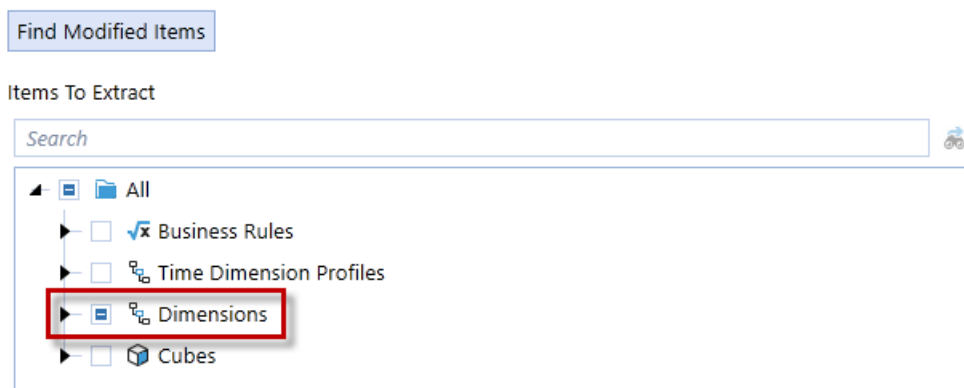 Find Modified Items
Items To Extract
Search
All
Business Rules
Time Dimension Profiles
Dimensions
Cubes